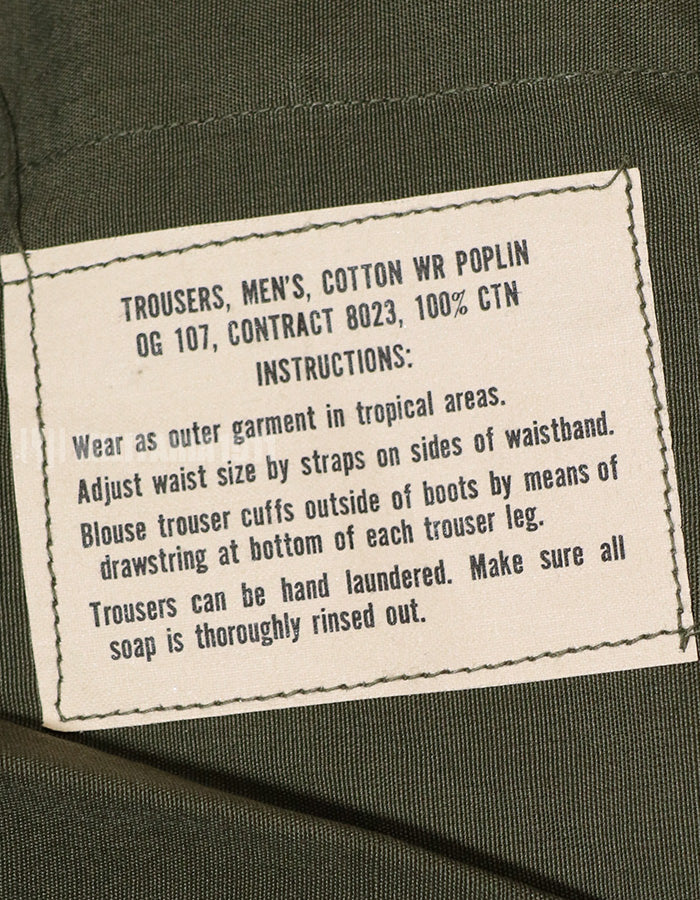 TROUSERS, MEN'S, COTTON WR POPLIN
OG 107, CONTRACT 8023, 100% CTN
INSTRUCTIONS:
Wear as outer garment in tropical areas.
Adjust waist size by straps on sides of waistband.
Blouse trouser cuffs outside of boots by means of
drawstring at bottom of each trouser leg.
Trousers can be hand laundered. Make sure all
soap is thoroughly rinsed out.